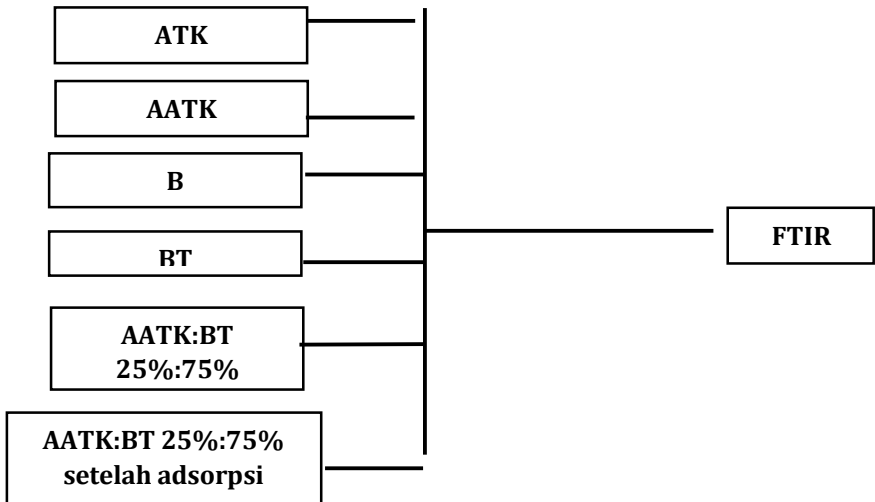 ATK
AATK
B
BT
FTIR
AATK:BT
25%:75%
AATK:BT 25%:75%
setelah adsorpsi